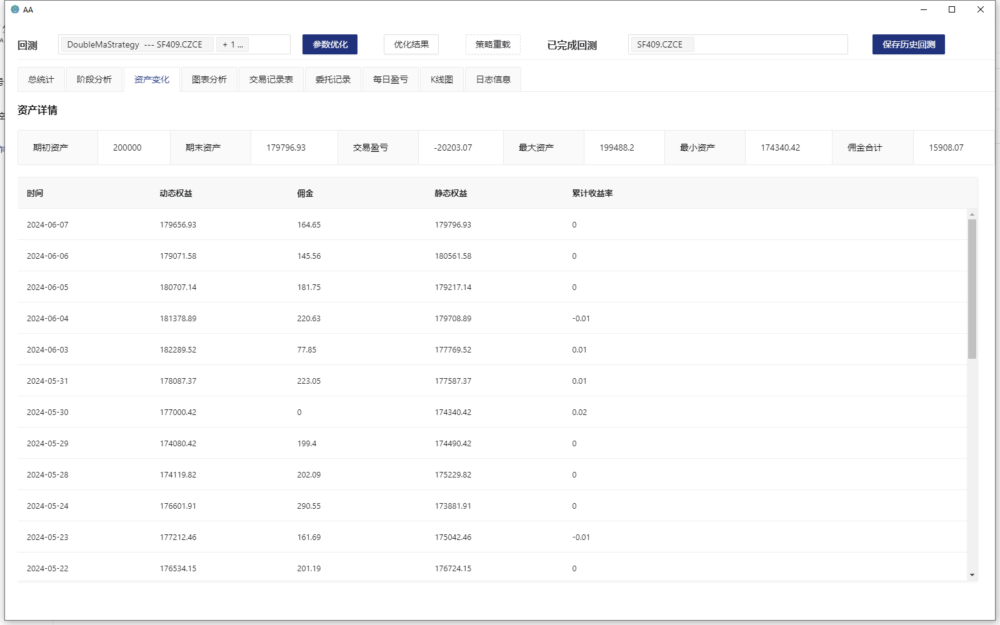 AA
回测 DoubleMaStrategy --- SF409.CZCE + 1 ... 参数优化 优化结果 策略重载 已完成回测 SF409.CZCE 保存历史回测
总统计 阶段分析 资产变化 图表分析 交易记录表 委托记录 每日盈亏 K线图 日志信息
资产详情
期初资产 200000 期末资产 179796.93 交易盈亏 -20203.07 最大资产 199488.2 最小资产 174340.42 佣金合计 15908.07
时间 动态权益 佣金 静态权益 累计收益率
2024-06-07 179656.93 164.65 179796.93 0
2024-06-06 179071.58 145.56 180561.58 0
2024-06-05 180707.14 181.75 179217.14 0
2024-06-04 181378.89 220.63 179708.89 -0.01
2024-06-03 182289.52 77.85 177769.52 0.01
2024-05-31 178087.37 223.05 177587.37 0.01
2024-05-30 177000.42 0 174340.42 0.02
2024-05-29 174080.42 199.4 174490.42 0
2024-05-28 174119.82 202.09 175229.82 0
2024-05-24 176601.91 290.55 173881.91 0
2024-05-23 177212.46 161.69 175042.46 -0.01
2024-05-22 176534.15 201.19 176724.15 0